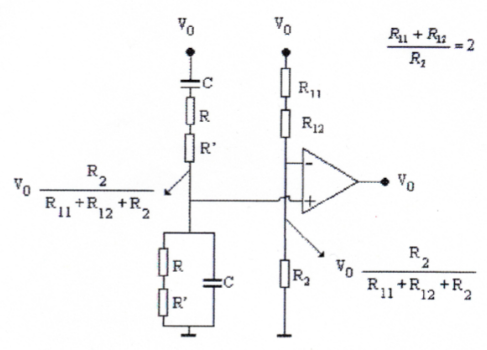 V0 V0
R11 + R12 / R2 = 2
C
R
R'
R11
R12
-
+
V0
V0 R2 / R11+R12+R2
R
R'
C
R2
V0 R2 / R11+R12+R2